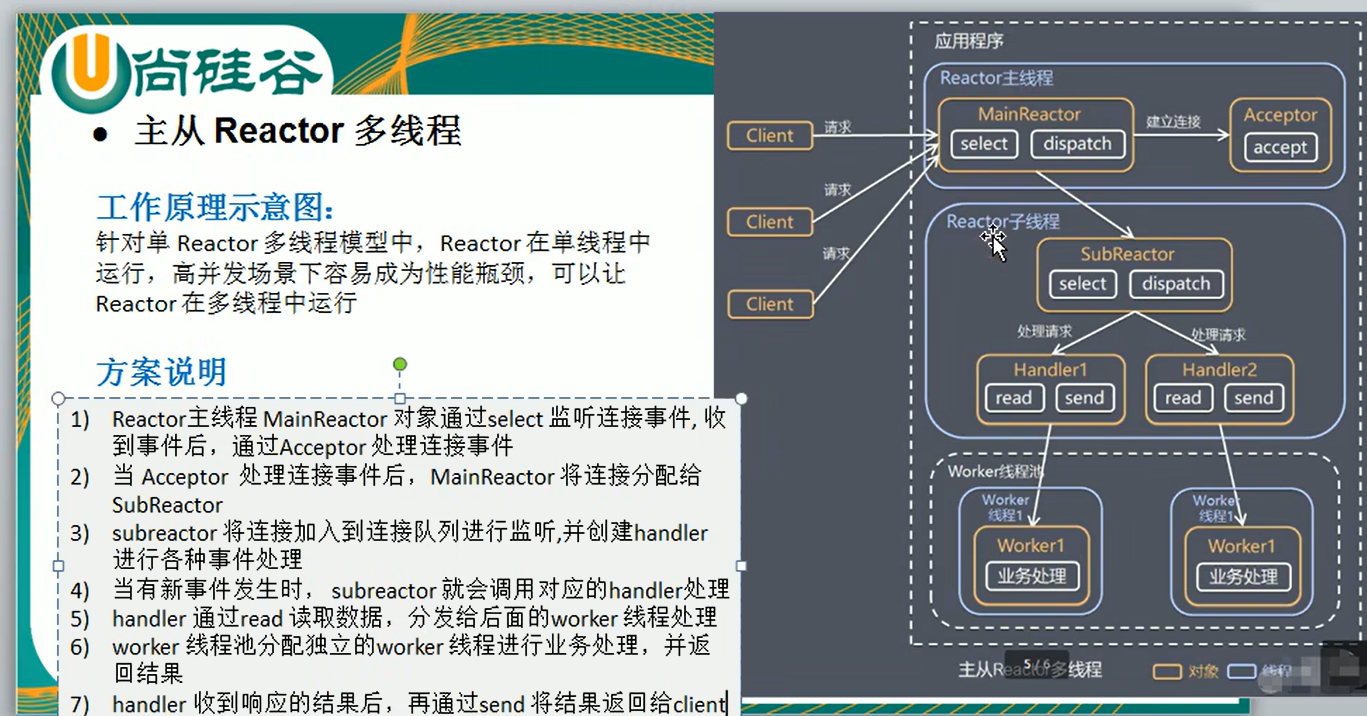 尚硅谷
● 主从 Reactor 多线程
工作原理示意图:
针对单 Reactor 多线程模型中，Reactor 在单线程中
运行，高并发场景下容易成为性能瓶颈，可以让
Reactor 在多线程中运行
方案说明
1) Reactor主线程 MainReactor 对象通过select 监听连接事件, 收
到事件后，通过Acceptor 处理连接事件
2) 当 Acceptor 处理连接事件后，MainReactor 将连接分配给
SubReactor
3) subreactor 将连接加入到连接队列进行监听,并创建handler
进行各种事件处理
4) 当有新事件发生时， subreactor 就会调用对应的handler处理
5) handler 通过read 读取数据，分发给后面的worker 线程处理
6) worker 线程池分配独立的worker 线程进行业务处理，并返
回结果
7) handler 收到响应的结果后，再通过send 将结果返回给client
应用程序
Reactor主线程
MainReactor
select
dispatch
建立连接
Acceptor
accept
Client
请求
Client
请求
Client
请求
Reactor子线程
SubReactor
select
dispatch
处理请求
处理请求
Handler1
read
send
Handler2
read
send
Worker线程池
Worker
线程1
Worker1
业务处理
Worker
线程1
Worker1
业务处理
主从Reactor多线程
5 / 6
对象
线程